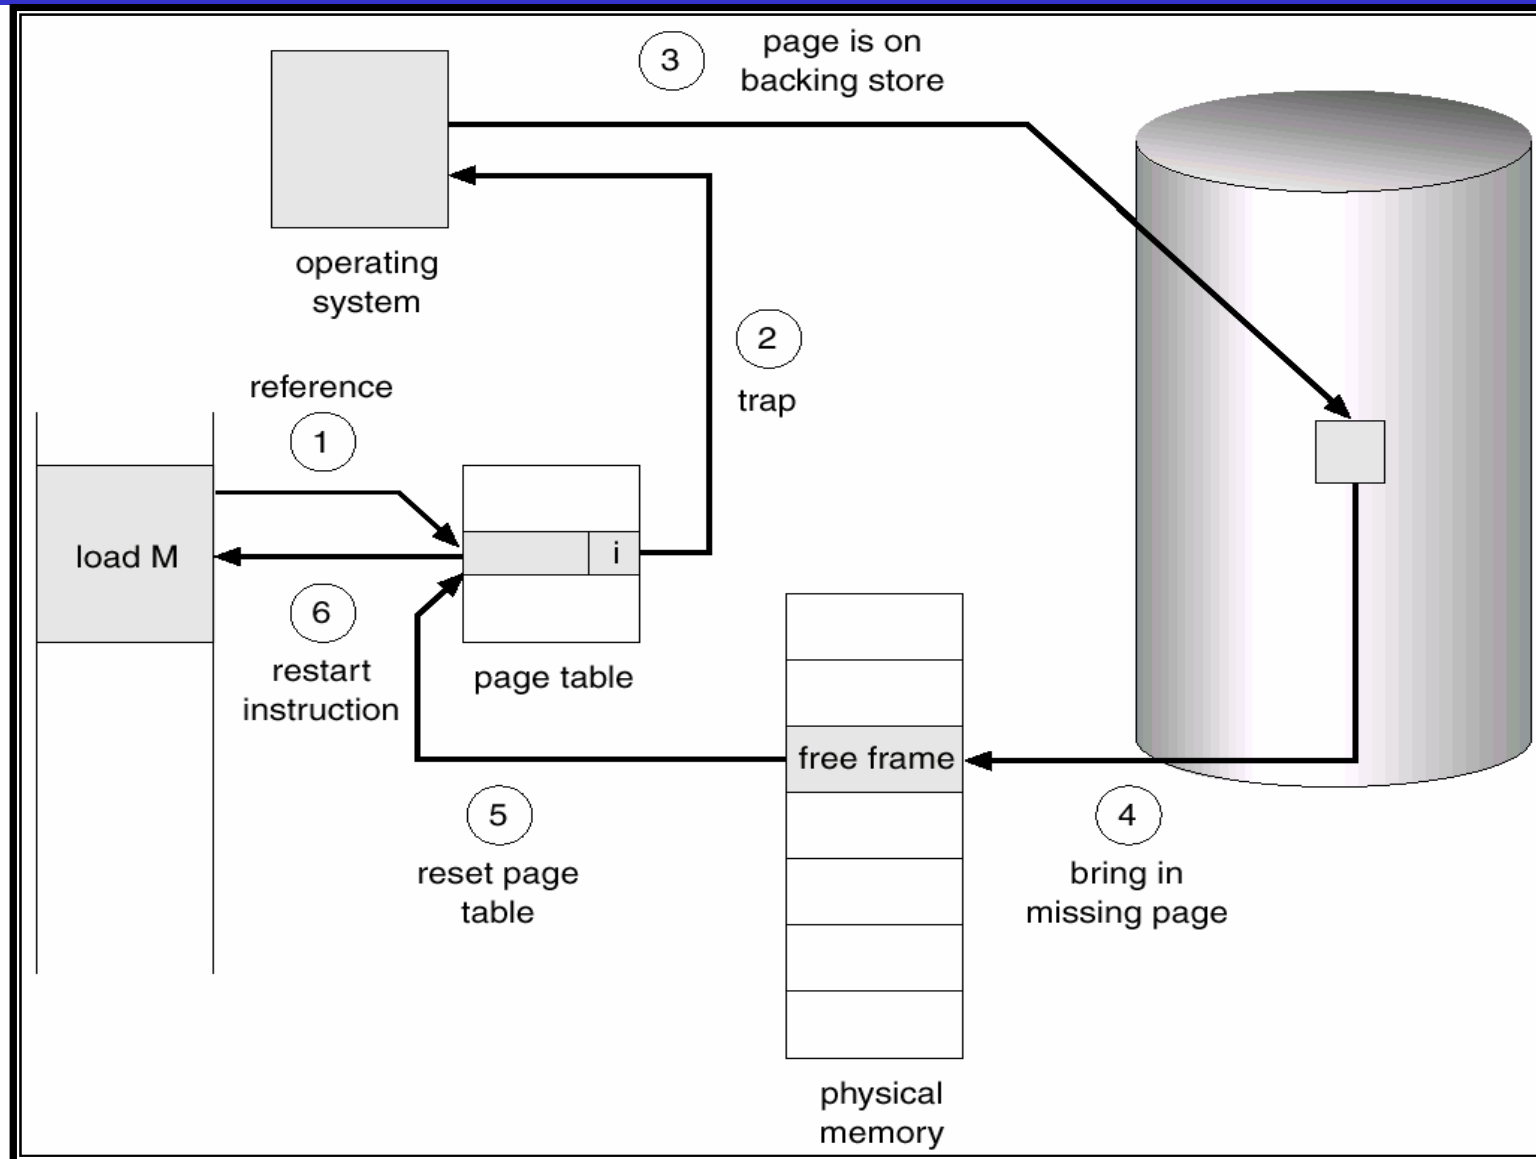 3
page is on
backing store
operating
system
2
trap
reference
1
load M
i
6
restart
instruction
page table
free frame
5
reset page
table
4
bring in
missing page
physical
memory